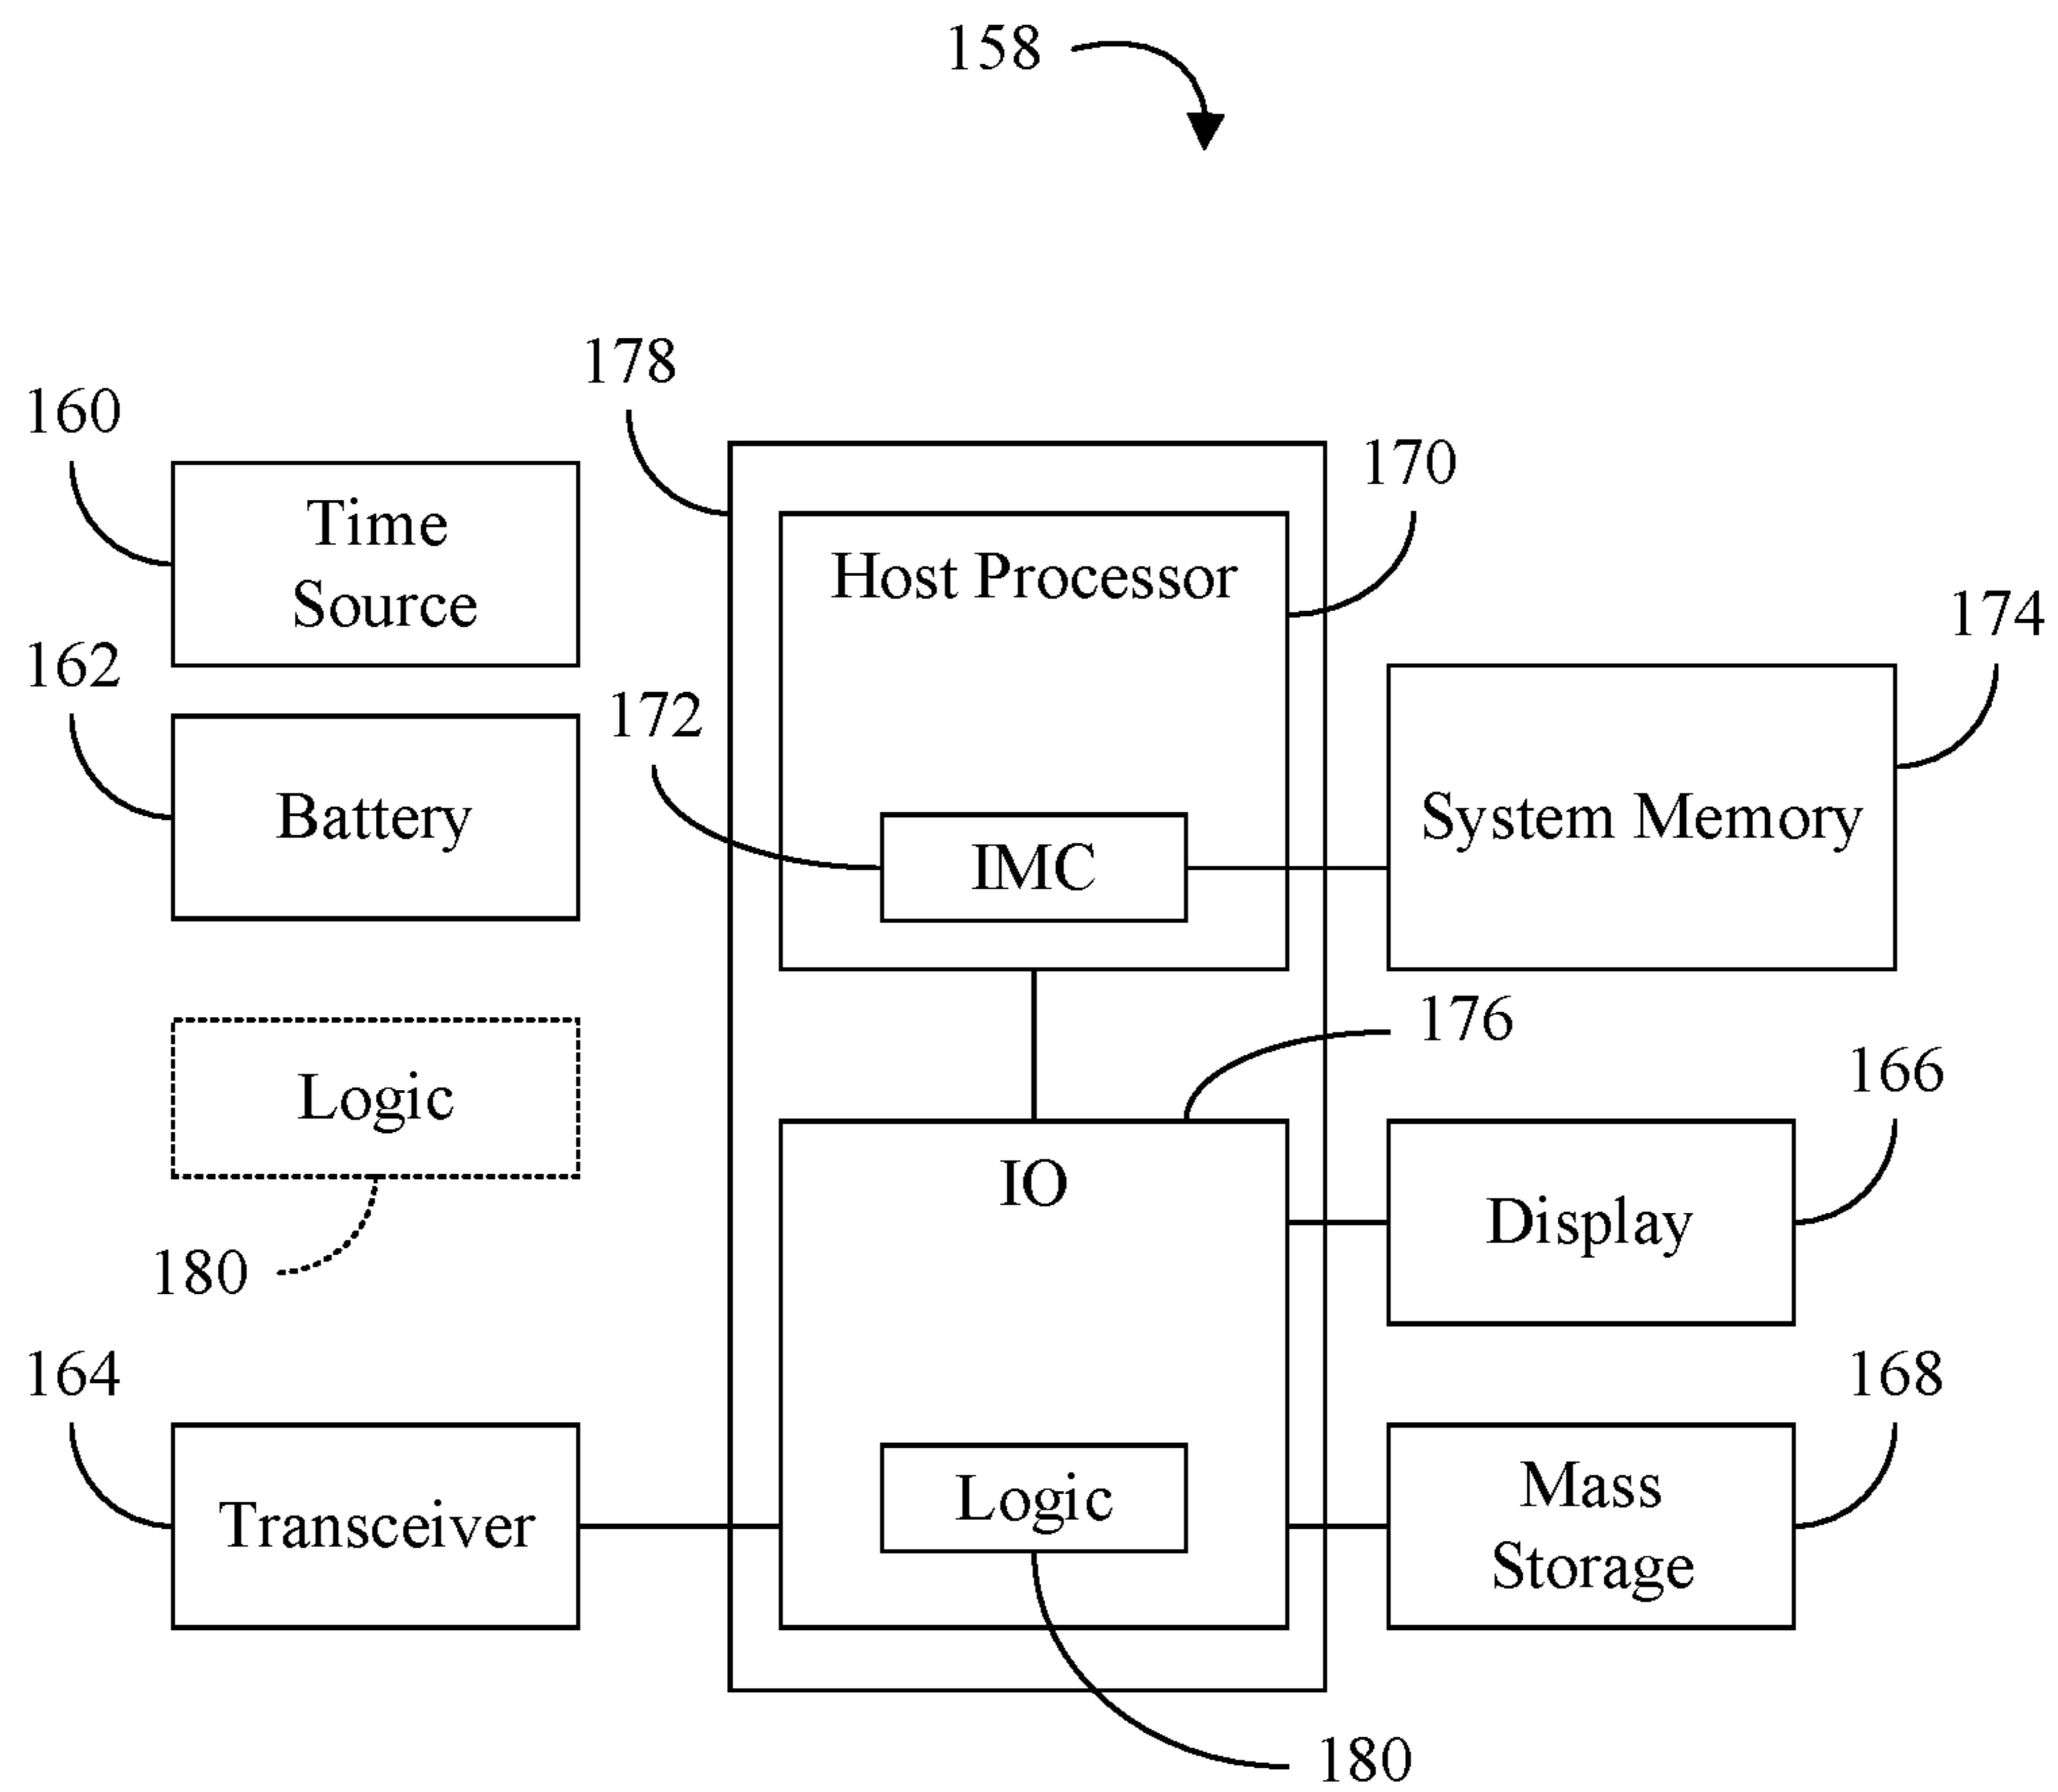 158
178
160
170
Time
Source
Host Processor
174
162
172
Battery
System Memory
IMC
176
166
Logic
IO
Display
180
164
168
Transceiver
Logic
Mass
Storage
180